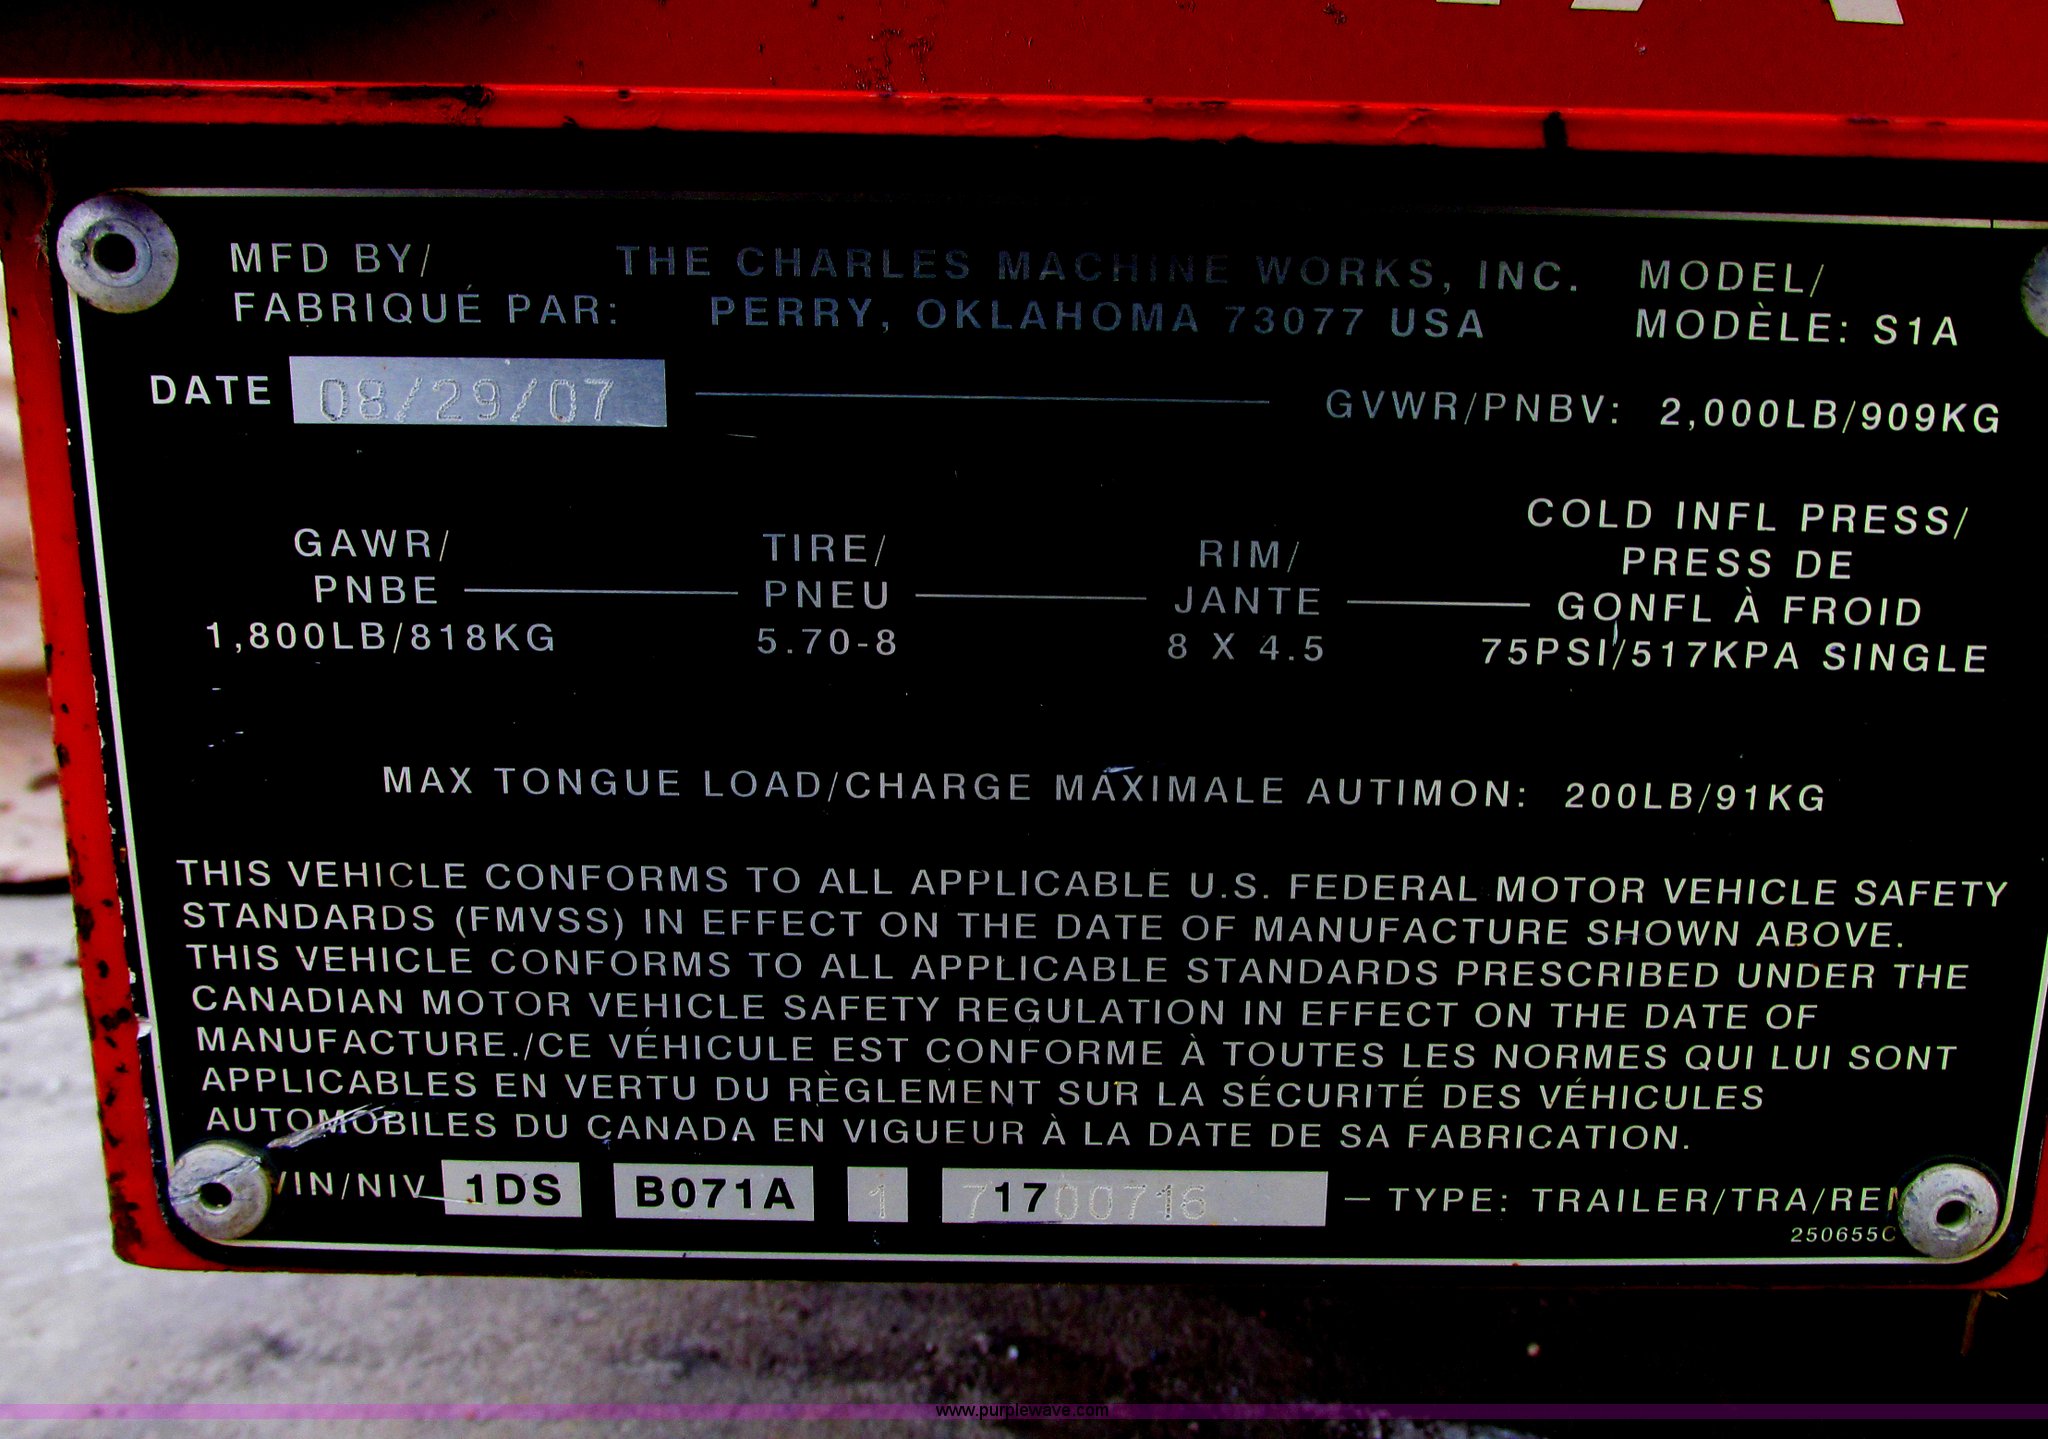 MFD BY/ THE CHARLES MACHINE WORKS, INC. MODEL/
FABRIQUÉ PAR: PERRY, OKLAHOMA 73077 USA MODÈLE: S1A
DATE 08/29/07 GVWR/PNBV: 2,000LB/909KG
COLD INFL PRESS/
GAWR/ TIRE/ RIM/ PRESS DE
PNBE PNEU JANTE GONFL À FROID
1,800LB/818KG 5.70-8 8 X 4.5 75PSI/517KPA SINGLE
MAX TONGUE LOAD/CHARGE MAXIMALE AUTIMON: 200LB/91KG
THIS VEHICLE CONFORMS TO ALL APPLICABLE U.S. FEDERAL MOTOR VEHICLE SAFETY
STANDARDS (FMVSS) IN EFFECT ON THE DATE OF MANUFACTURE SHOWN ABOVE.
THIS VEHICLE CONFORMS TO ALL APPLICABLE STANDARDS PRESCRIBED UNDER THE
CANADIAN MOTOR VEHICLE SAFETY REGULATION IN EFFECT ON THE DATE OF
MANUFACTURE./CE VÉHICULE EST CONFORME À TOUTES LES NORMES QUI LUI SONT
APPLICABLES EN VERTU DU RÈGLEMENT SUR LA SÉCURITÉ DES VÉHICULES
AUTOMOBILES DU CANADA EN VIGUEUR À LA DATE DE SA FABRICATION.
VIN/NIV 1DS B071A 1 71700716 — TYPE: TRAILER/TRA/REM
250655C
www.purplewave.com